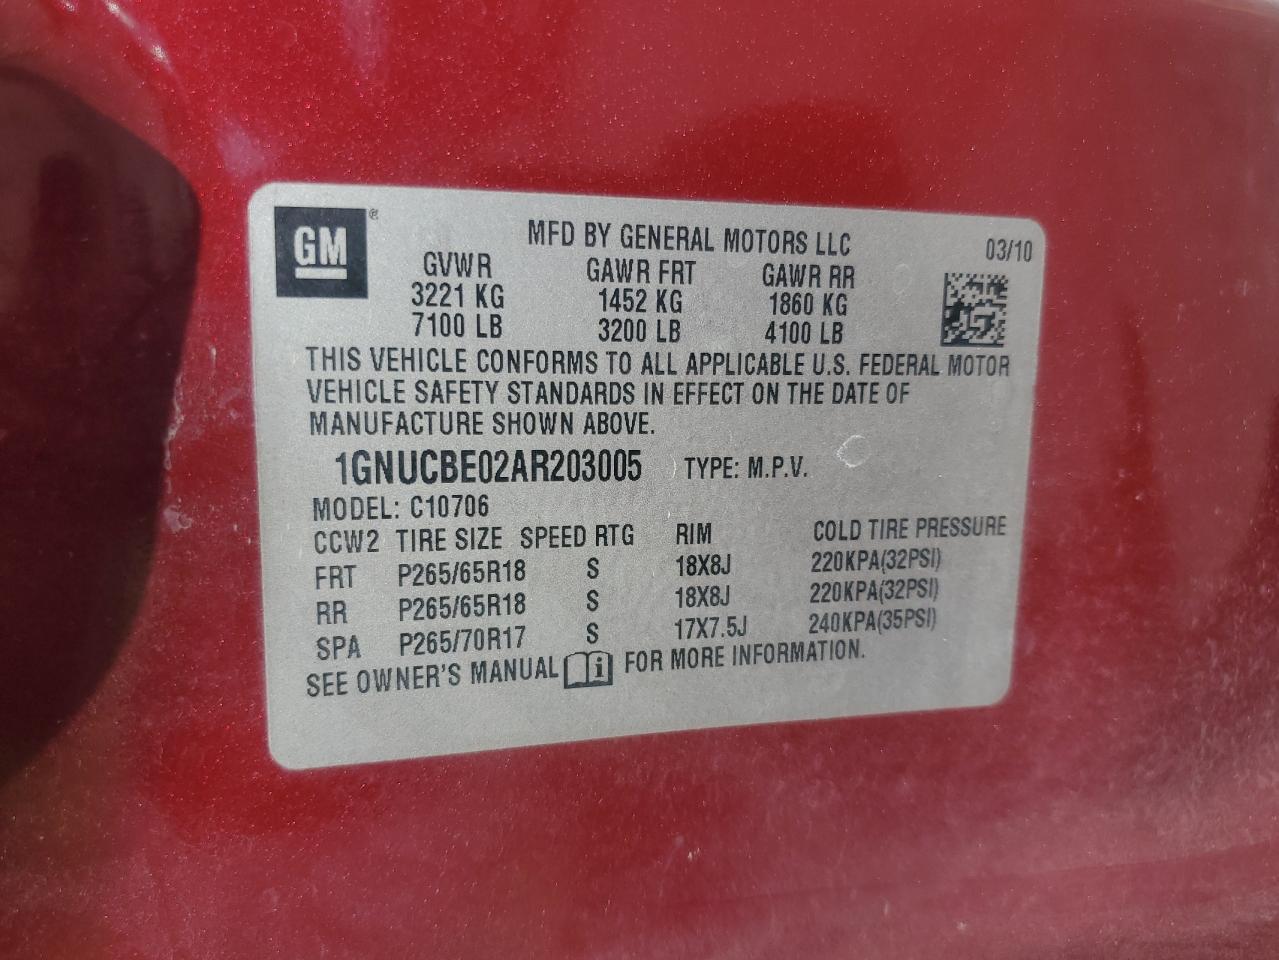 GM ®
MFD BY GENERAL MOTORS LLC 03/10
GVWR GAWR FRT GAWR RR
3221 KG 1452 KG 1860 KG
7100 LB 3200 LB 4100 LB
THIS VEHICLE CONFORMS TO ALL APPLICABLE U.S. FEDERAL MOTOR
VEHICLE SAFETY STANDARDS IN EFFECT ON THE DATE OF
MANUFACTURE SHOWN ABOVE.
1GNUCBE02AR203005 TYPE: M.P.V.
MODEL: C10706
CCW2 TIRE SIZE SPEED RTG RIM COLD TIRE PRESSURE
FRT P265/65R18 S 18X8J 220KPA(32PSI)
RR P265/65R18 S 18X8J 220KPA(32PSI)
SPA P265/70R17 S 17X7.5J 240KPA(35PSI)
SEE OWNER'S MANUAL i FOR MORE INFORMATION.